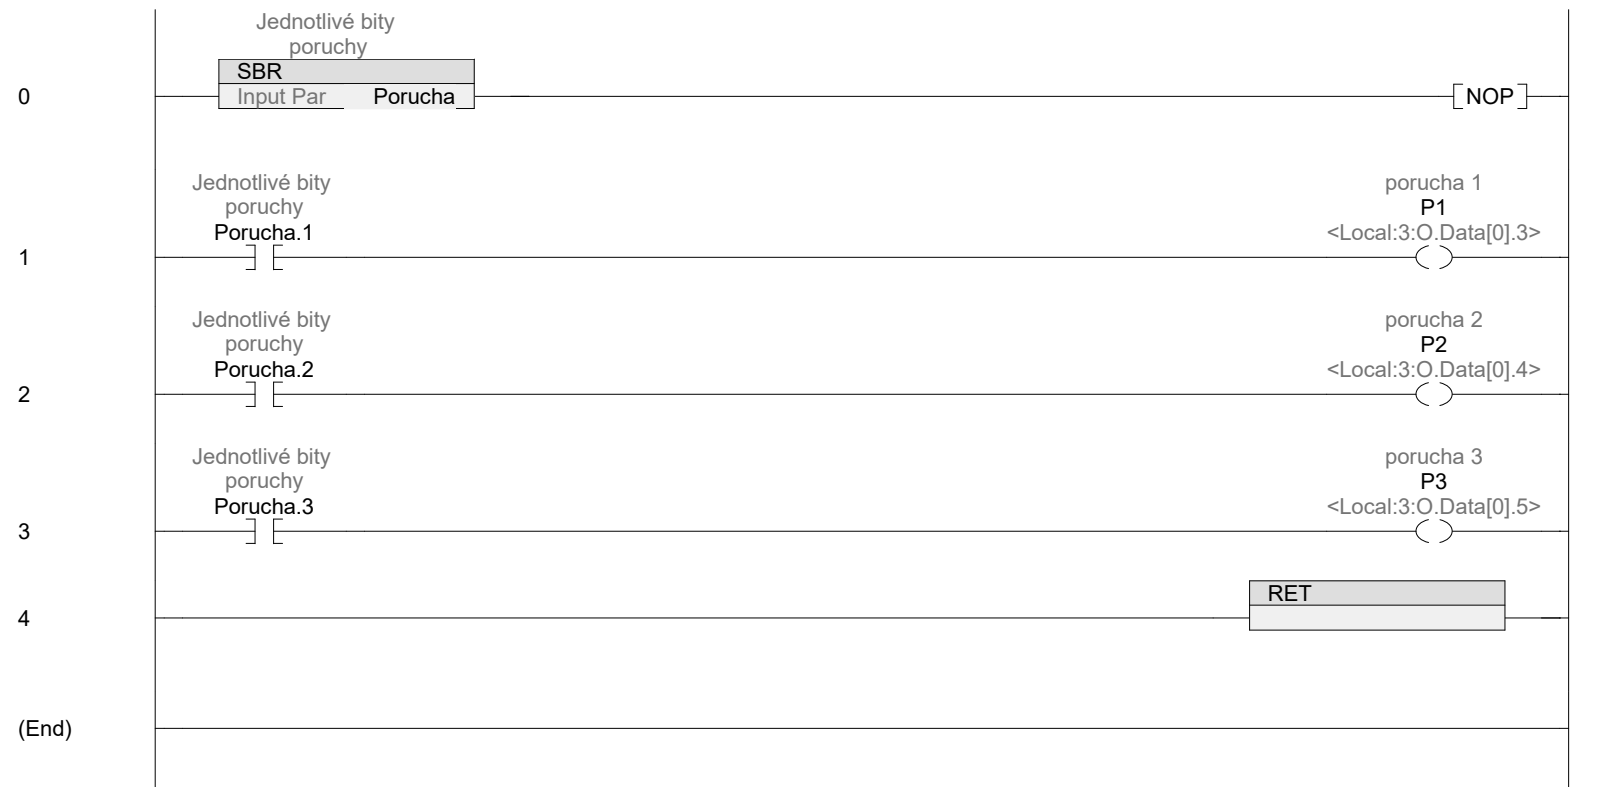 Jednotlivé bity
poruchy
SBR
0
Input Par Porucha
NOP
Jednotlivé bity
poruchy
Porucha.1
porucha 1
P1
<Local:3:O.Data[0].3>
1
Jednotlivé bity
poruchy
Porucha.2
porucha 2
P2
<Local:3:O.Data[0].4>
2
Jednotlivé bity
poruchy
Porucha.3
porucha 3
P3
<Local:3:O.Data[0].5>
3
RET
4
(End)